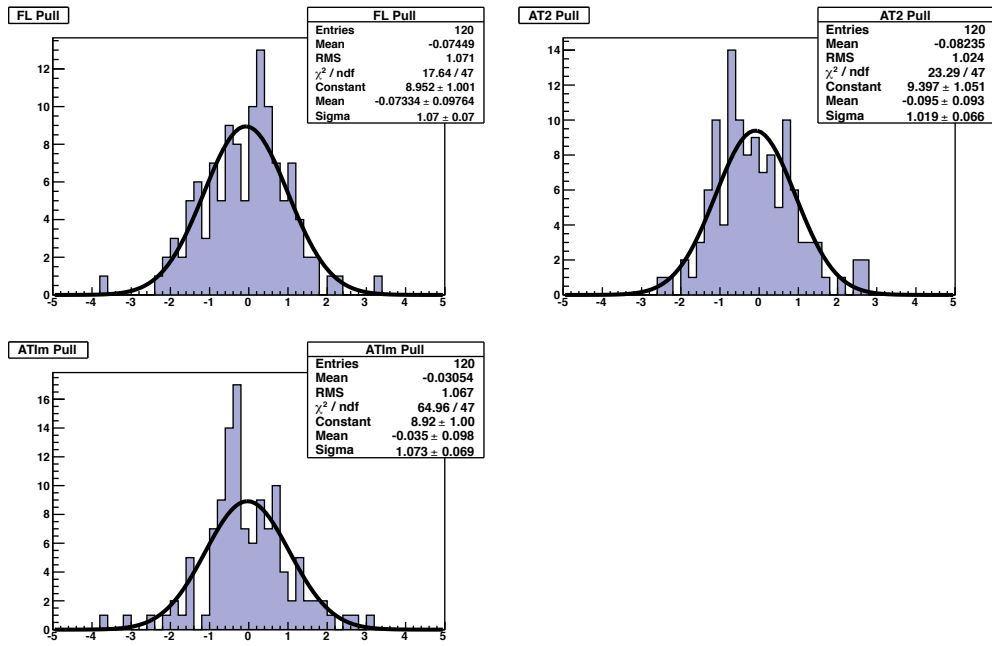 FL Pull
FL Pull
Entries 120
Mean -0.07449
RMS 1.071
χ² / ndf 17.64 / 47
Constant 8.952 ± 1.001
Mean -0.07334 ± 0.09764
Sigma 1.07 ± 0.07
12
10
8
6
4
2
0
-5 -4 -3 -2 -1 0 1 2 3 4 5
AT2 Pull
AT2 Pull
Entries 120
Mean -0.08235
RMS 1.024
χ² / ndf 23.29 / 47
Constant 9.397 ± 1.051
Mean -0.095 ± 0.093
Sigma 1.019 ± 0.066
14
12
10
8
6
4
2
0
-5 -4 -3 -2 -1 0 1 2 3 4 5
ATIm Pull
ATIm Pull
Entries 120
Mean -0.03054
RMS 1.067
χ² / ndf 64.96 / 47
Constant 8.92 ± 1.00
Mean -0.035 ± 0.098
Sigma 1.073 ± 0.069
16
14
12
10
8
6
4
2
0
-5 -4 -3 -2 -1 0 1 2 3 4 5